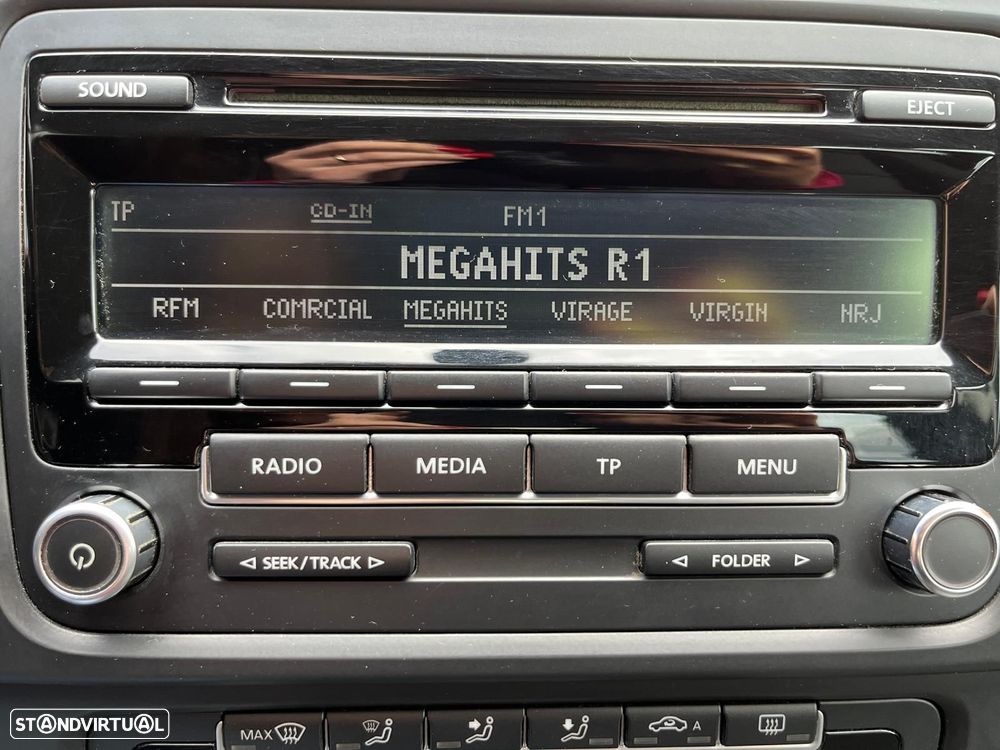 SOUND
EJECT
TP CD-IN FM1
MEGAHITS R1
RFM COMRCIAL MEGAHITS VIRAGE VIRGIN NRJ
RADIO MEDIA TP MENU
SEEK/TRACK FOLDER
MAX A
STANDVIRTUAL